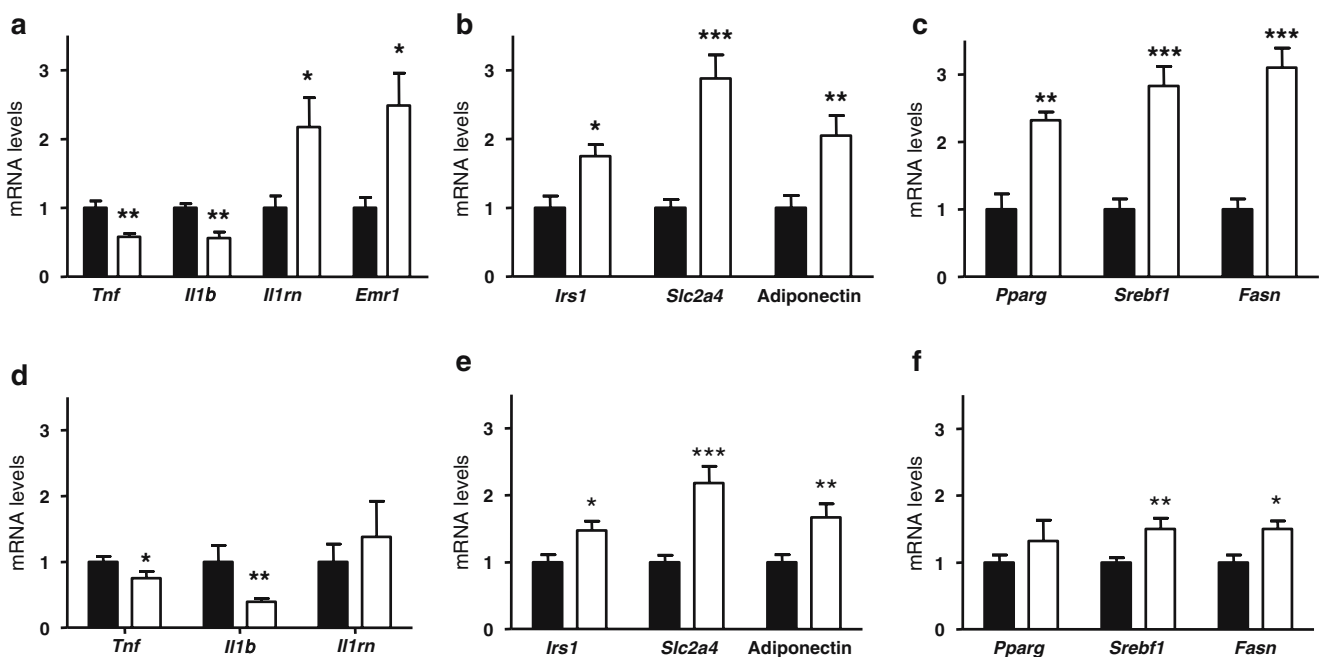 a
mRNA levels
3
2
1
0
** ** * *
Tnf Il1b Il1rn Emr1
b
mRNA levels
3
2
1
0
* *** **
Irs1 Slc2a4 Adiponectin
c
mRNA levels
3
2
1
0
** *** ***
Pparg Srebf1 Fasn
d
mRNA levels
3
2
1
0
* **
Tnf Il1b Il1rn
e
mRNA levels
3
2
1
0
* *** **
Irs1 Slc2a4 Adiponectin
f
mRNA levels
3
2
1
0
** *
Pparg Srebf1 Fasn